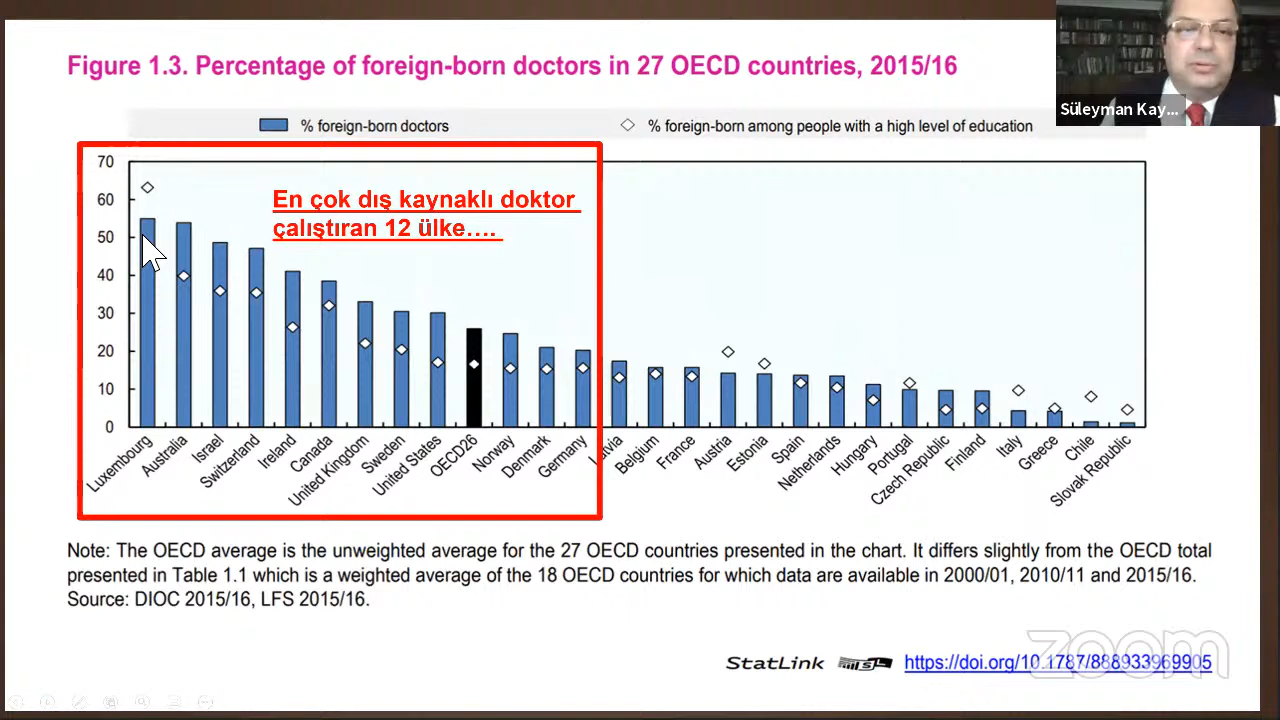 Figure 1.3. Percentage of foreign-born doctors in 27 OECD countries, 2015/16
Süleyman Kay...
% foreign-born doctors
% foreign-born among people with a high level of education
En çok dış kaynaklı doktor
çalıştıran 12 ülke....
70
60
50
40
30
20
10
0
Luxembourg
Australia
Israel
Switzerland
Ireland
Canada
United Kingdom
Sweden
United States
OECD26
Norway
Denmark
Germany
Latvia
Belgium
France
Austria
Estonia
Spain
Netherlands
Hungary
Portugal
Czech Republic
Finland
Italy
Greece
Chile
Slovak Republic
Note: The OECD average is the unweighted average for the 27 OECD countries presented in the chart. It differs slightly from the OECD total
presented in Table 1.1 which is a weighted average of the 18 OECD countries for which data are available in 2000/01, 2010/11 and 2015/16.
Source: DIOC 2015/16, LFS 2015/16.
zoom
StatLink https://doi.org/10.1787/888933969905